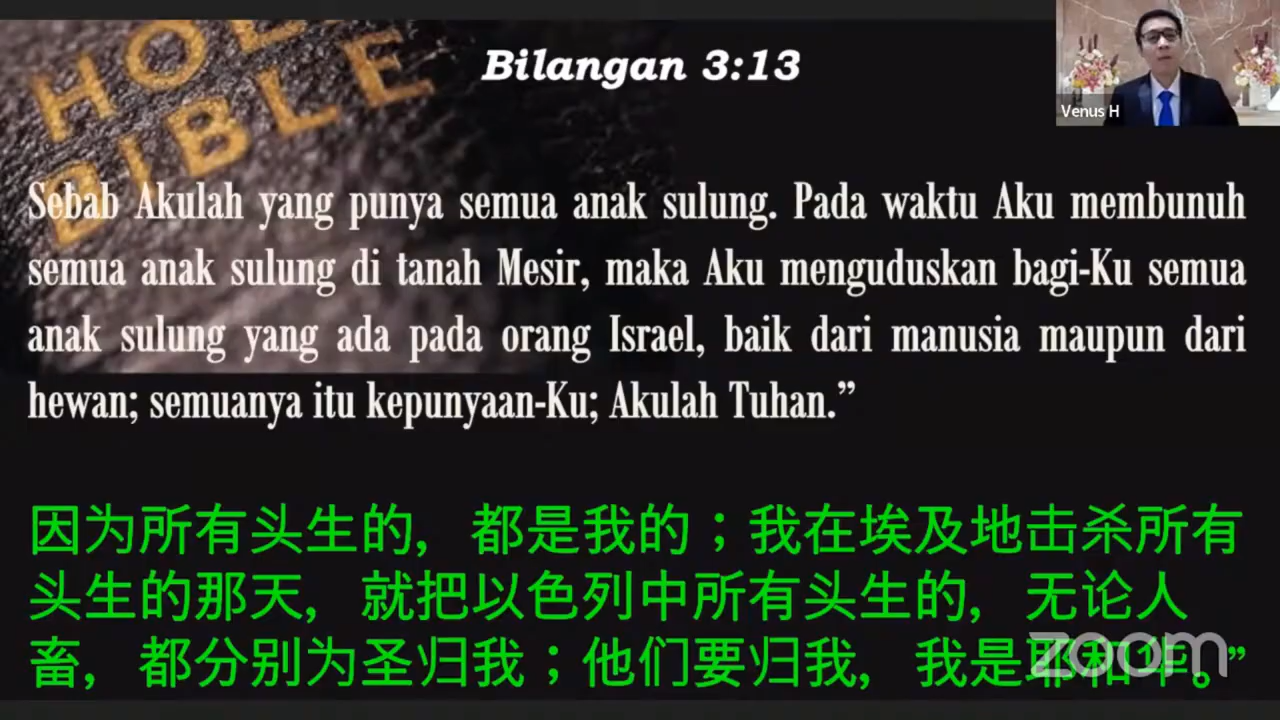 HOLY
BIBLE
Bilangan 3:13
Venus H
Sebab Akulah yang punya semua anak sulung. Pada waktu Aku membunuh
semua anak sulung di tanah Mesir, maka Aku menguduskan bagi-Ku semua
anak sulung yang ada pada orang Israel, baik dari manusia maupun dari
hewan; semuanya itu kepunyaan-Ku; Akulah Tuhan.”
因为所有头生的，都是我的；我在埃及地击杀所有
头生的那天，就把以色列中所有头生的，无论人
畜，都分别为圣归我；他们要归我，我是耶和华。”
zoom